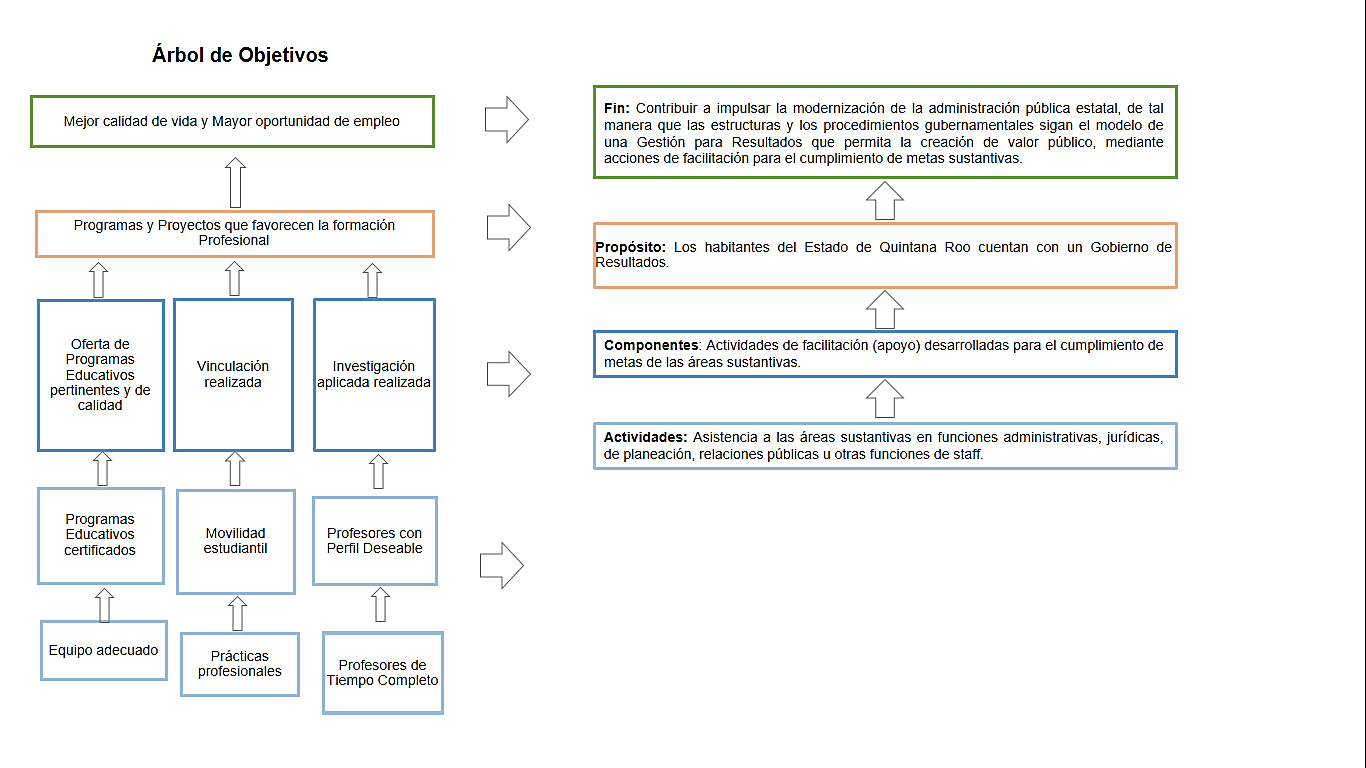 Árbol de Objetivos
Mejor calidad de vida y Mayor oportunidad de empleo
Programas y Proyectos que favorecen la formación
Profesional
Oferta de
Programas
Educativos
pertinentes y de
calidad
Vinculación
realizada
Investigación
aplicada realizada
Programas
Educativos
certificados
Movilidad
estudiantil
Profesores con
Perfil Deseable
Equipo adecuado
Prácticas
profesionales
Profesores de
Tiempo Completo
Fin: Contribuir a impulsar la modernización de la administración pública estatal, de tal
manera que las estructuras y los procedimientos gubernamentales sigan el modelo de
una Gestión para Resultados que permita la creación de valor público, mediante
acciones de facilitación para el cumplimiento de metas sustantivas.
Propósito: Los habitantes del Estado de Quintana Roo cuentan con un Gobierno de
Resultados.
Componentes: Actividades de facilitación (apoyo) desarrolladas para el cumplimiento de
metas de las áreas sustantivas.
Actividades: Asistencia a las áreas sustantivas en funciones administrativas, jurídicas,
de planeación, relaciones públicas u otras funciones de staff.